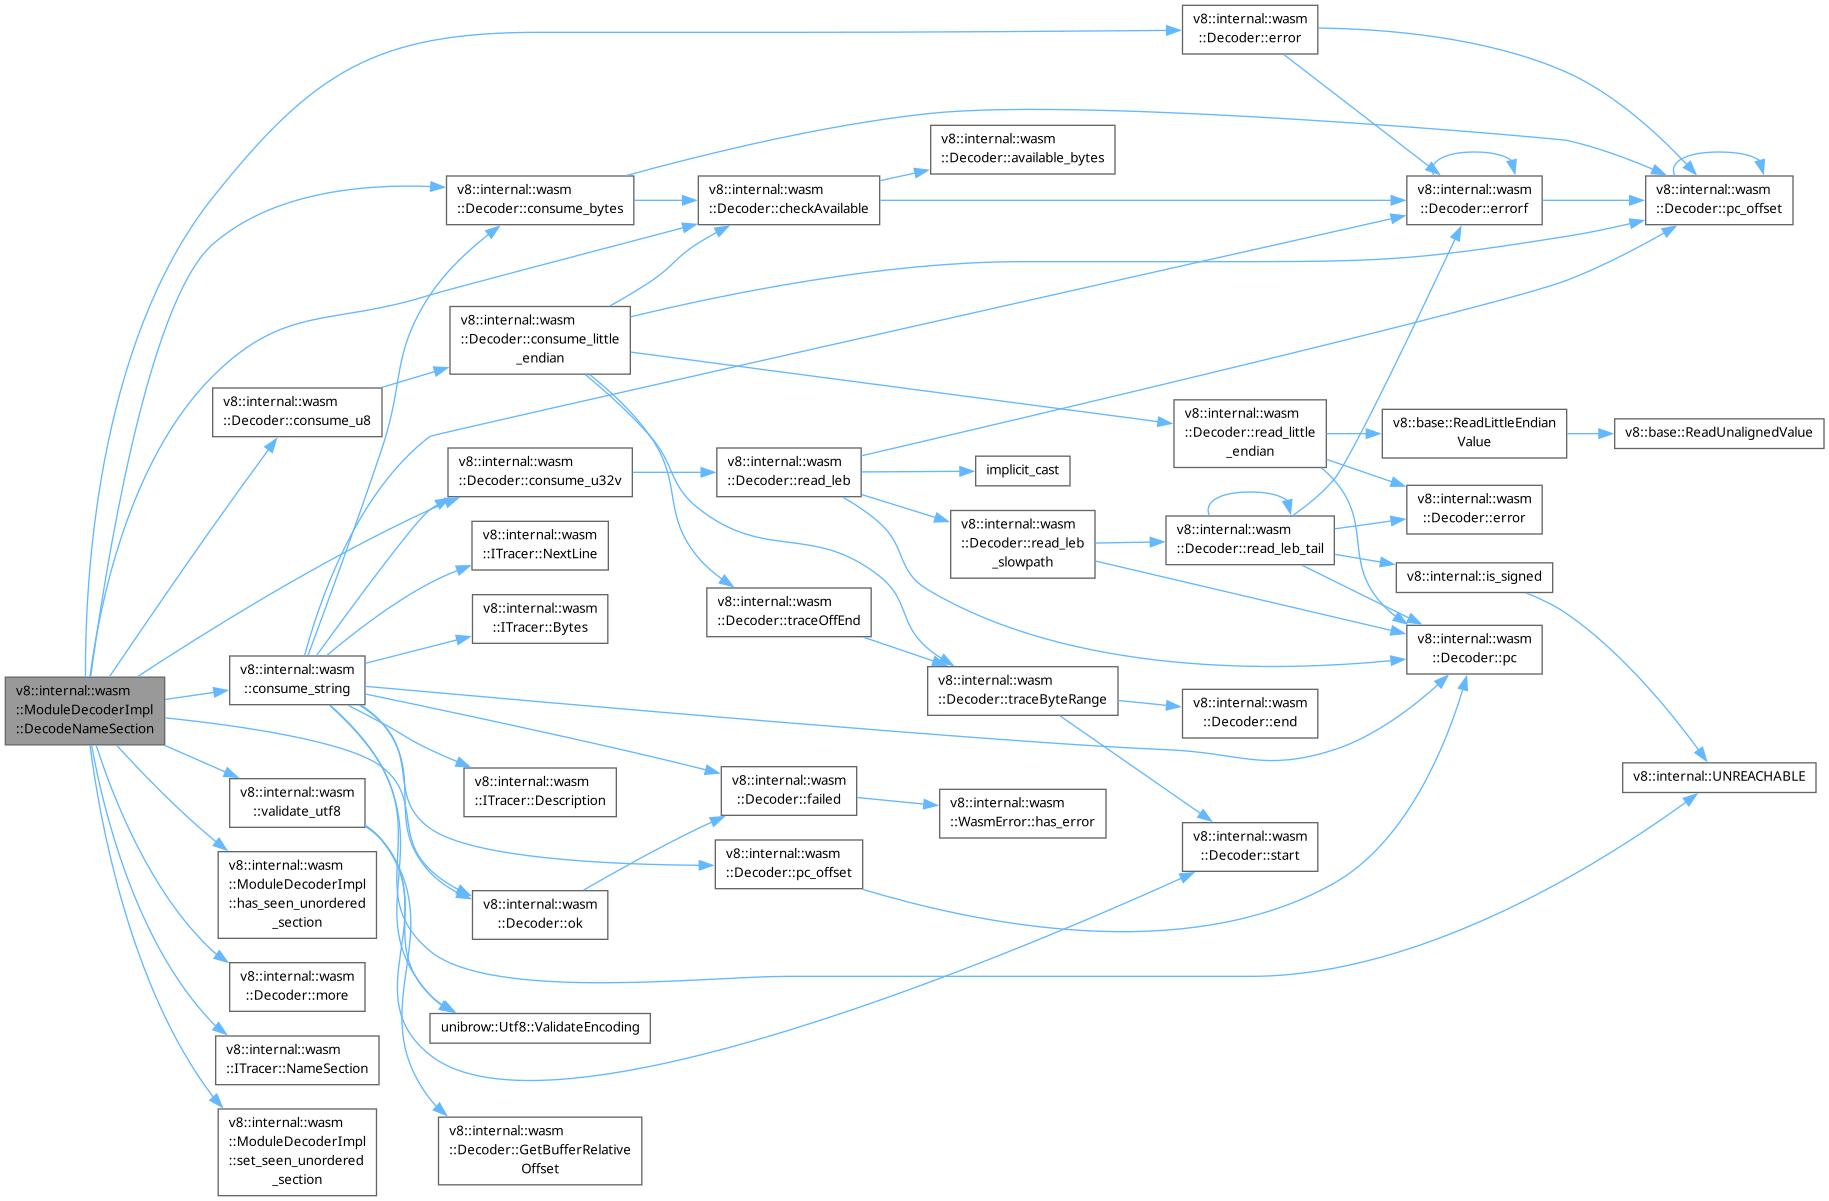 v8::internal::wasm
::ModuleDecoderImpl
::DecodeNameSection
v8::internal::wasm
::Decoder::error
v8::internal::wasm
::Decoder::available_bytes
v8::internal::wasm
::Decoder::consume_bytes
v8::internal::wasm
::Decoder::checkAvailable
v8::internal::wasm
::Decoder::errorf
v8::internal::wasm
::Decoder::pc_offset
v8::internal::wasm
::Decoder::consume_little
_endian
v8::internal::wasm
::Decoder::consume_u8
v8::internal::wasm
::Decoder::read_little
_endian
v8::base::ReadLittleEndian
Value
v8::base::ReadUnalignedValue
v8::internal::wasm
::Decoder::consume_u32v
v8::internal::wasm
::Decoder::read_leb
implicit_cast
v8::internal::wasm
::Decoder::error
v8::internal::wasm
::ITracer::NextLine
v8::internal::wasm
::Decoder::read_leb
_slowpath
v8::internal::wasm
::Decoder::read_leb_tail
v8::internal::is_signed
v8::internal::wasm
::ITracer::Bytes
v8::internal::wasm
::Decoder::traceOffEnd
v8::internal::wasm
::Decoder::pc
v8::internal::wasm
::consume_string
v8::internal::wasm
::Decoder::traceByteRange
v8::internal::wasm
::Decoder::end
v8::internal::UNREACHABLE
v8::internal::wasm
::validate_utf8
v8::internal::wasm
::ITracer::Description
v8::internal::wasm
::Decoder::failed
v8::internal::wasm
::WasmError::has_error
v8::internal::wasm
::Decoder::start
v8::internal::wasm
::ModuleDecoderImpl
::has_seen_unordered
_section
v8::internal::wasm
::Decoder::pc_offset
v8::internal::wasm
::Decoder::ok
v8::internal::wasm
::Decoder::more
unibrow::Utf8::ValidateEncoding
v8::internal::wasm
::ITracer::NameSection
v8::internal::wasm
::ModuleDecoderImpl
::set_seen_unordered
_section
v8::internal::wasm
::Decoder::GetBufferRelative
Offset